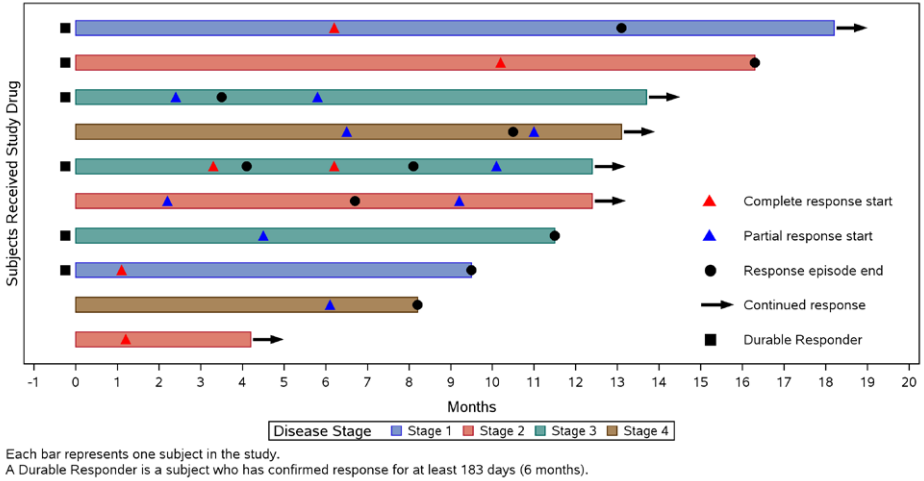 Subjects Received Study Drug
Complete response start
Partial response start
Response episode end
Continued response
Durable Responder
-1 0 1 2 3 4 5 6 7 8 9 10 11 12 13 14 15 16 17 18 19 20
Months
Disease Stage Stage 1 Stage 2 Stage 3 Stage 4
Each bar represents one subject in the study.
A Durable Responder is a subject who has confirmed response for at least 183 days (6 months).